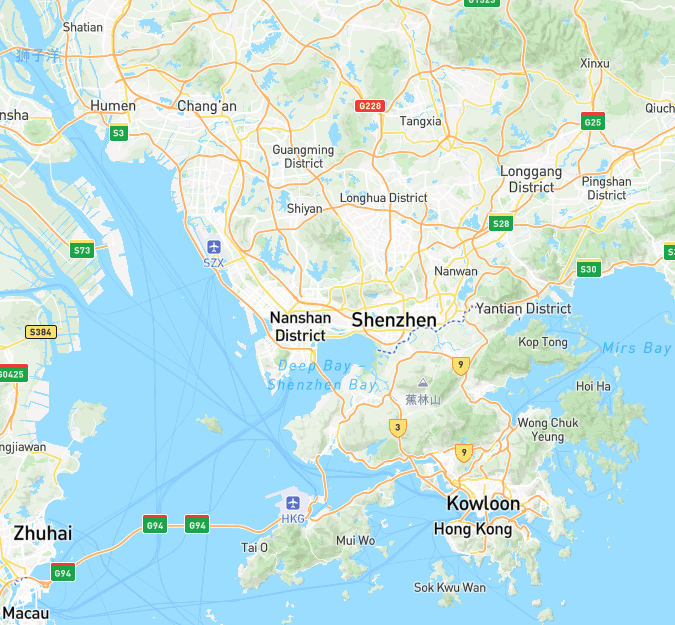 G1523
Shatian
狮子洋
Xinxu
Humen
Chang'an
G228
Qiuch
nsha
S3
Tangxia
G25
Guangming
District
Longgang
District
Pingshan
District
Longhua District
Shiyan
S28
S73
SZX
Nanwan
S30
S3
Nanshan
District
Shenzhen
Yantian District
S384
Kop Tong
Mirs Bay
Deep Bay -
Shenzhen Bay
9
G0425
Hoi Ha
蕉林山
Wong Chuk
Yeung
3
ngjiawan
9
HKG
Kowloon
Hong Kong
G94
G94
Zhuhai
Tai O
Mui Wo
G94
Sok Kwu Wan
Macau